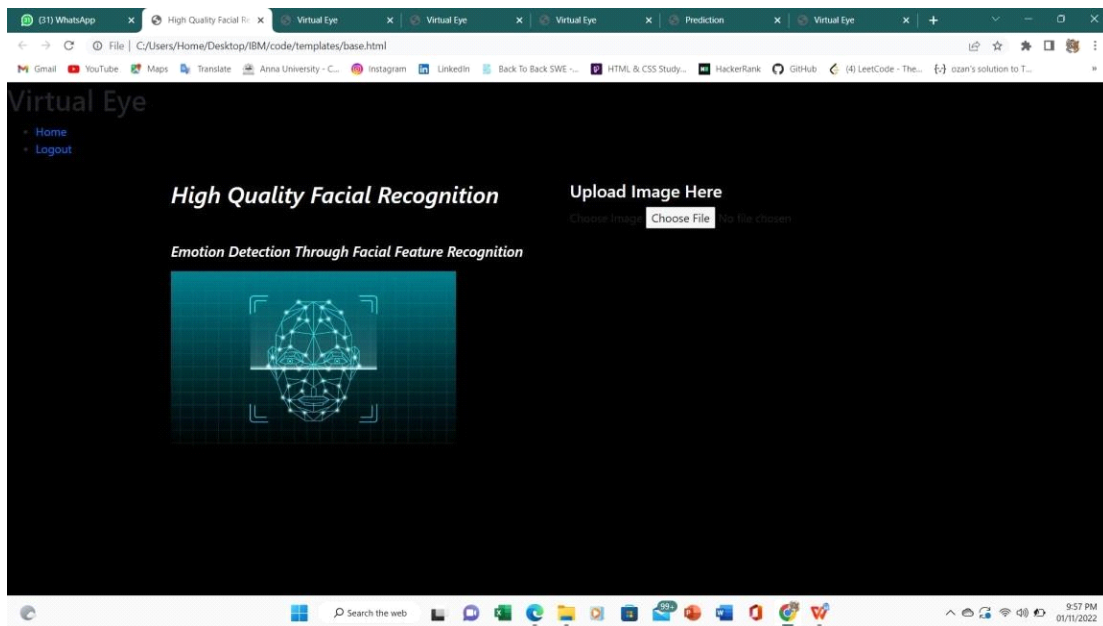 (31) WhatsApp
High Quality Facial Re
Virtual Eye
Virtual Eye
Virtual Eye
Prediction
Virtual Eye
File | C:/Users/Home/Desktop/IBM/code/templates/base.html
Gmail
YouTube
Maps
Translate
Anna University - C...
Instagram
LinkedIn
Back To Back SWE -...
HTML & CSS Study...
HackerRank
GitHub
(4) LeetCode - The...
ozan's solution to T...
Virtual Eye
Home
Logout
High Quality Facial Recognition
Upload Image Here
Choose Image Choose File No file chosen
Emotion Detection Through Facial Feature Recognition
Search the web
99+
9:57 PM
01/11/2022